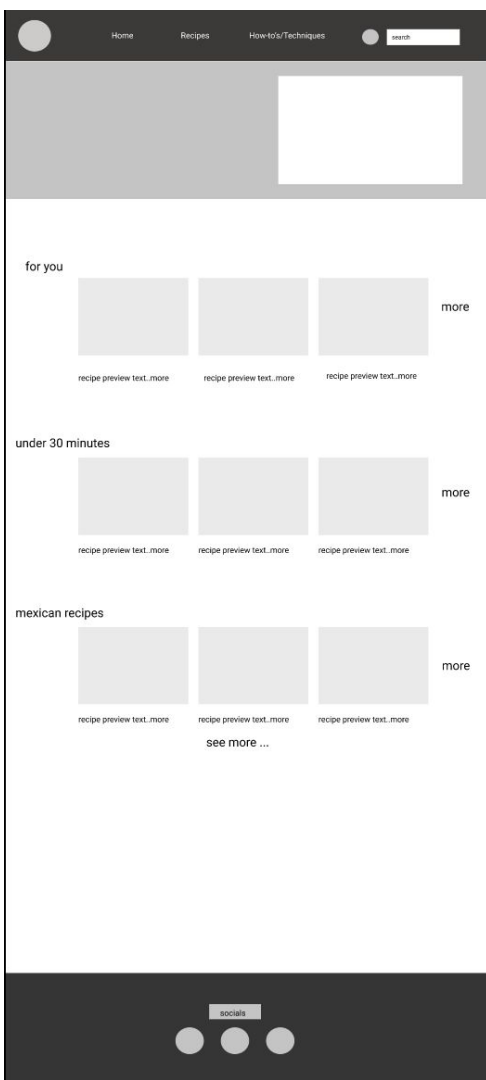 Home Recipes How-to's/Techniques search
for you
more
recipe preview text..more recipe preview text..more recipe preview text..more
under 30 minutes
more
recipe preview text..more recipe preview text..more recipe preview text..more
mexican recipes
more
recipe preview text..more recipe preview text..more recipe preview text..more
see more ...
socials